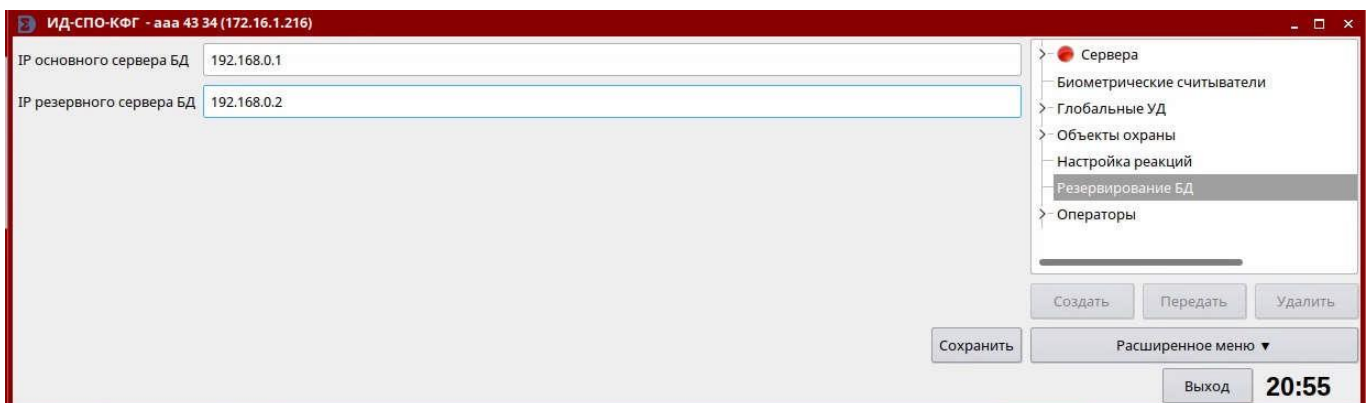 ИД-СПО-КФГ - ааа 43 34 (172.16.1.216)
IP основного сервера БД 192.168.0.1
IP резервного сервера БД 192.168.0.2
Сервера
Биометрические считыватели
Глобальные УД
Объекты охраны
Настройка реакций
Резервирование БД
Операторы
Создать Передать Удалить
Сохранить Расширенное меню ▼
Выход 20:55